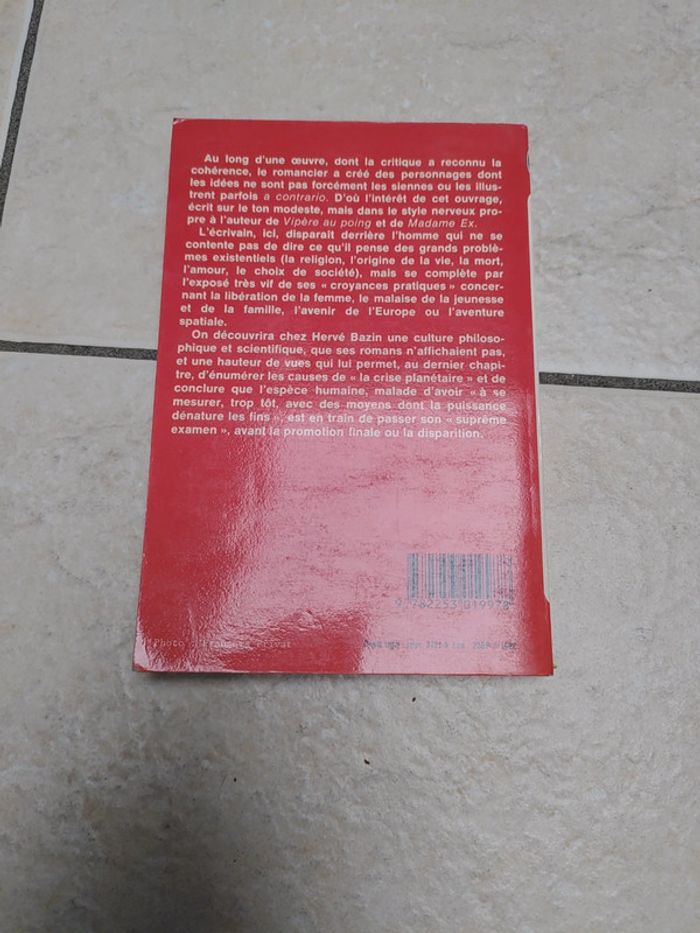 Au long d'une œuvre, dont la critique a reconnu la
cohérence, le romancier a créé des personnages dont
les idées ne sont pas forcément les siennes ou les illus-
trent parfois a contrario. D'où l'intérêt de cet ouvrage,
écrit sur le ton modeste, mais dans le style nerveux pro-
pre à l'auteur de Vipère au poing et de Madame Ex.
L'écrivain, ici, disparaît derrière l'homme qui ne se
contente pas de dire ce qu'il pense des grands problè-
mes existentiels (la religion, l'origine de la vie, la mort,
l'amour, le choix de société), mais se complète par
l'exposé très vif de ses « croyances pratiques » concer-
nant la libération de la femme, le malaise de la jeunesse
et de la famille, l'avenir de l'Europe ou l'aventure
spatiale.
On découvrira chez Hervé Bazin une culture philoso-
phique et scientifique, que ses romans n'affichaient pas,
et une hauteur de vues qui lui permet, au dernier chapi-
tre, d'énumérer les causes de « la crise planétaire » et de
conclure que l'espèce humaine, malade d'avoir « à se
mesurer, trop tôt, avec des moyens dont la puissance
dénature les fins », est en train de passer son « suprême
examen », avant la promotion finale ou la disparition.
9 782253 019978
Photo